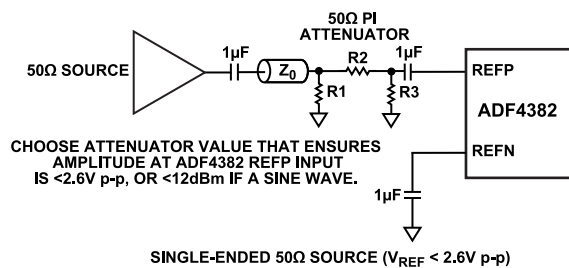 50Ω PI
ATTENUATOR
1µF
R2
1µF
50Ω SOURCE
Z0
R1
R3
REFP
ADF4382
REFN
CHOOSE ATTENUATOR VALUE THAT ENSURES
AMPLITUDE AT ADF4382 REFP INPUT
IS <2.6V p-p, OR <12dBm IF A SINE WAVE.
1µF
SINGLE-ENDED 50Ω SOURCE (VREF < 2.6V p-p)